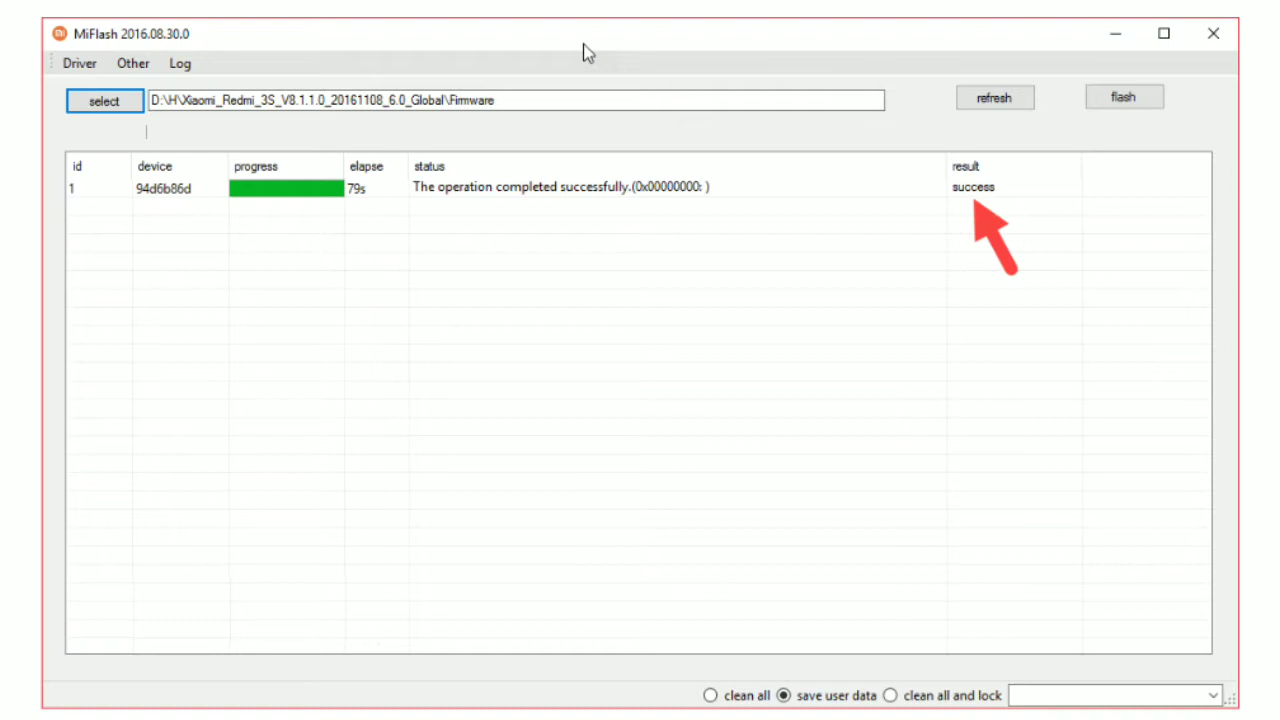 MiFlash 2016.08.30.0
Driver Other Log
select D:\H\Xiaomi_Redmi_3S_V8.1.1.0_20161108_6.0_Global\Firmware refresh flash
id device progress elapse status result
1 94d6b86d 79s The operation completed successfully.(0x00000000: ) success
clean all save user data clean all and lock